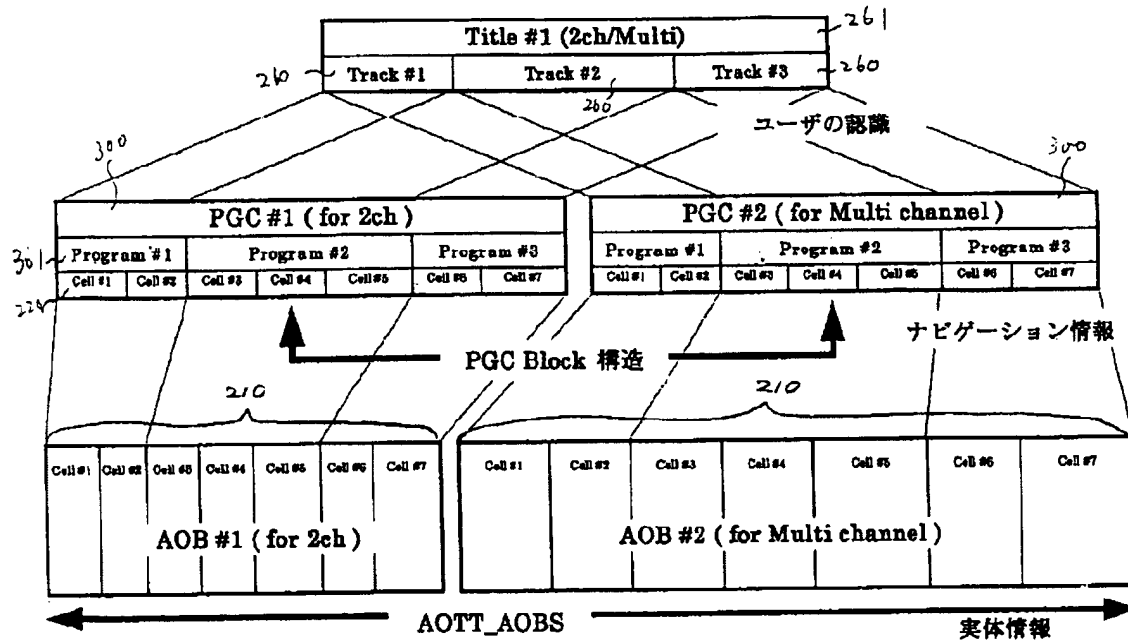 Title #1 (2ch/Multi)
261
260
Track #1
Track #2
Track #3
260
260
ユーザの認識
300
300
PGC #1 ( for 2ch )
PGC #2 ( for Multi channel )
301
Program #1
Program #2
Program #3
Program #1
Program #2
Program #3
Cell #1
Cell #2
Cell #3
Cell #4
Cell #5
Cell #6
Cell #7
Cell #1
Cell #2
Cell #3
Cell #4
Cell #5
Cell #6
Cell #7
ナビゲーション情報
PGC Block 構造
210
210
Cell #1
Cell #2
Cell #3
Cell #4
Cell #5
Cell #6
Cell #7
Cell #1
Cell #2
Cell #3
Cell #4
Cell #5
Cell #6
Cell #7
AOB #1 ( for 2ch )
AOB #2 ( for Multi channel )
AOTT_AOBS
実体情報